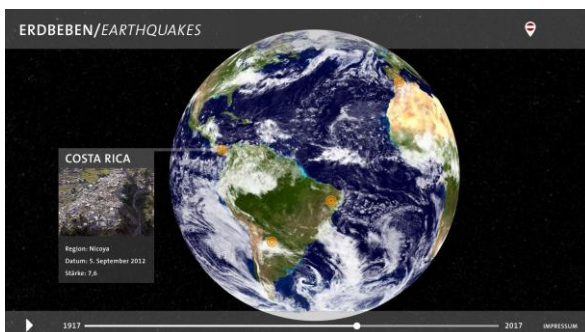 ERDBEBEN/EARTHQUAKES
COSTA RICA
Region: Nicoya
Datum: 5. September 2012
Stärke: 7,6
1917
2017
IMPRESSUM